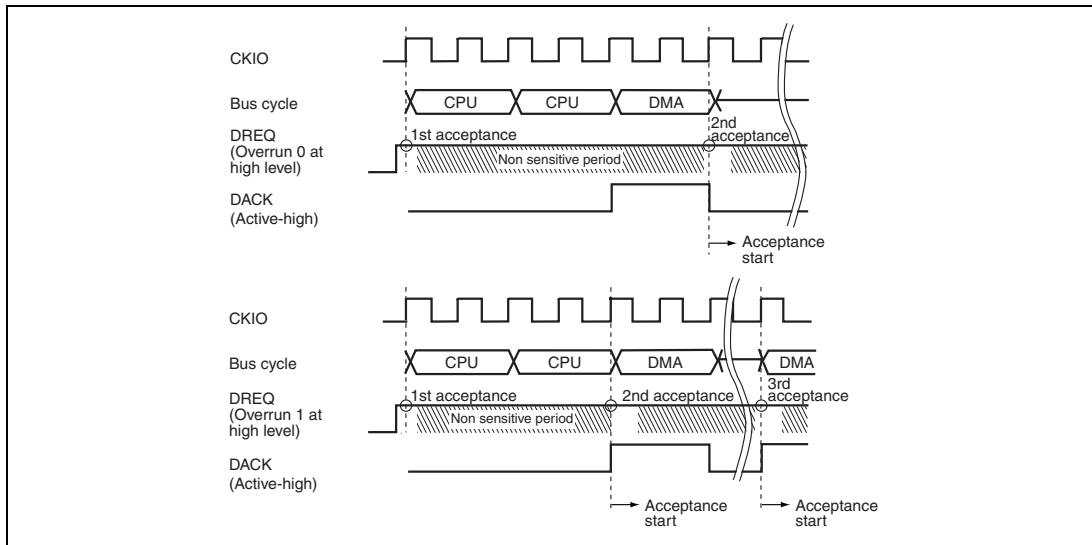 CKIO
Bus cycle
CPU
CPU
DMA
DREQ
(Overrun 0 at
high level)
1st acceptance
2nd
acceptance
Non sensitive period
DACK
(Active-high)
Acceptance
start
CKIO
Bus cycle
CPU
CPU
DMA
DMA
DREQ
(Overrun 1 at
high level)
1st acceptance
2nd acceptance
3rd
acceptance
Non sensitive period
DACK
(Active-high)
Acceptance
start
Acceptance
start